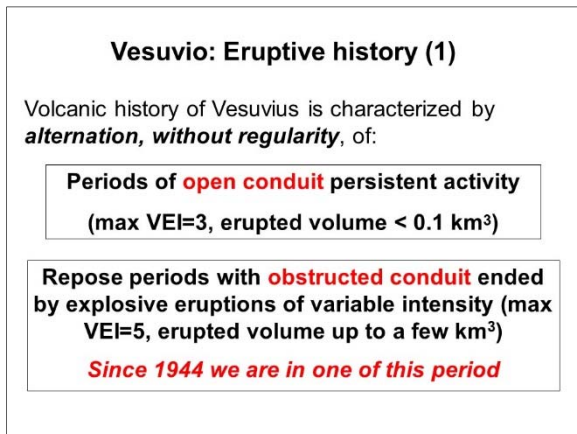 Vesuvio: Eruptive history (1)
Volcanic history of Vesuvius is characterized by
alternation, without regularity, of:
Periods of open conduit persistent activity
(max VEI=3, erupted volume < 0.1 km³)
Repose periods with obstructed conduit ended
by explosive eruptions of variable intensity (max
VEI=5, erupted volume up to a few km³)
Since 1944 we are in one of this period